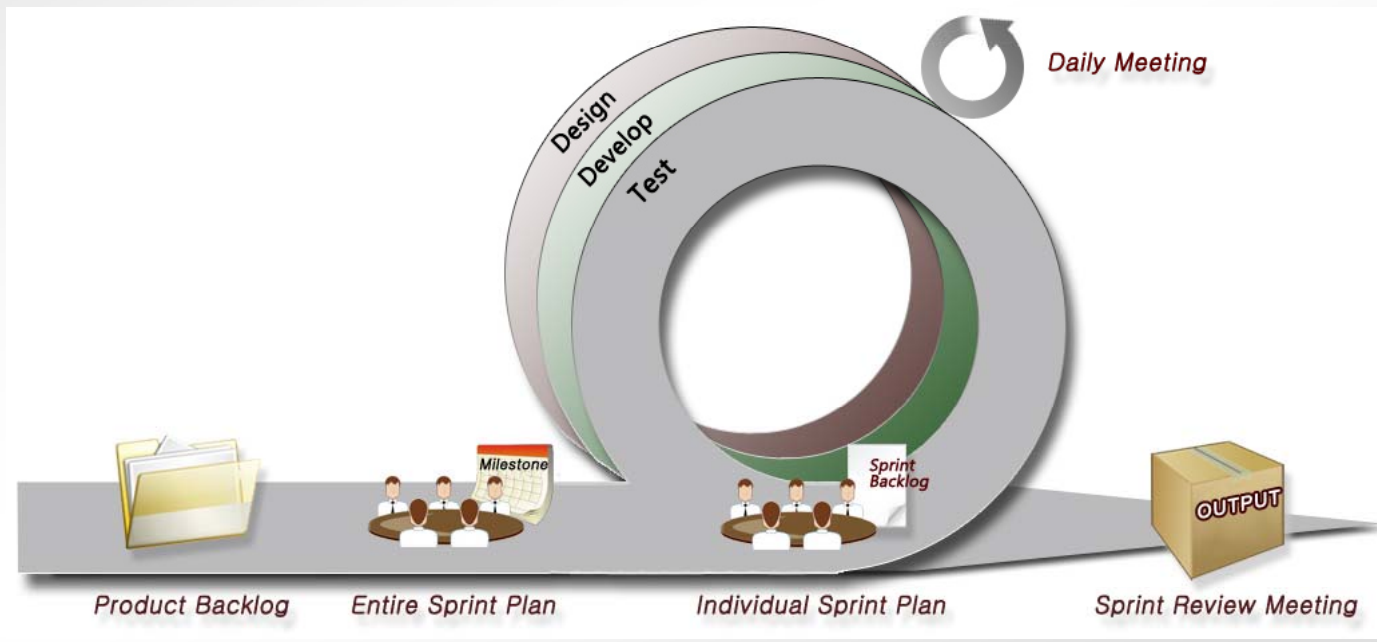 Daily Meeting
Design
Develop
Test
Milestone
Sprint
Backlog
OUTPUT
Product Backlog
Entire Sprint Plan
Individual Sprint Plan
Sprint Review Meeting